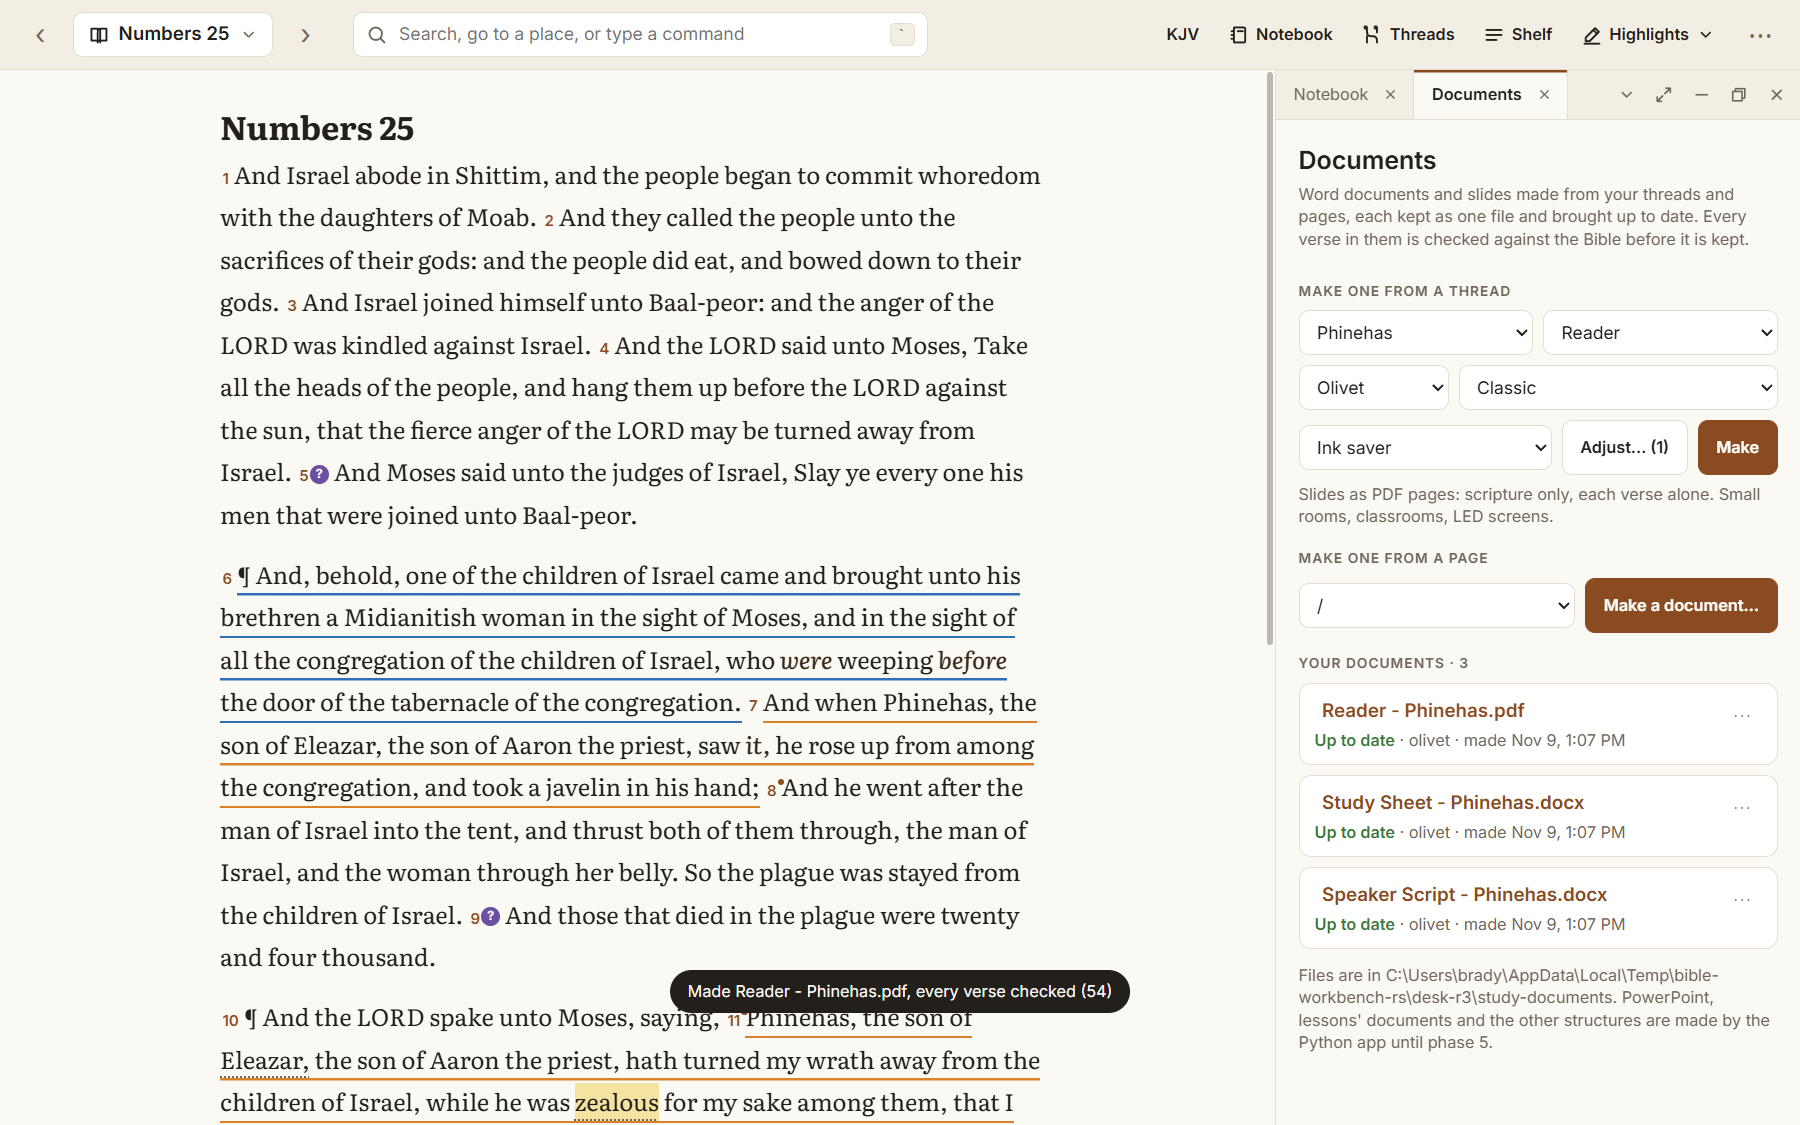 Numbers 25
Search, go to a place, or type a command
`
KJV
Notebook
Threads
Shelf
Highlights
Numbers 25
1 And Israel abode in Shittim, and the people began to commit whoredom
with the daughters of Moab. 2 And they called the people unto the
sacrifices of their gods: and the people did eat, and bowed down to their
gods. 3 And Israel joined himself unto Baal-peor: and the anger of the
LORD was kindled against Israel. 4 And the LORD said unto Moses, Take
all the heads of the people, and hang them up before the LORD against
the sun, that the fierce anger of the LORD may be turned away from
Israel. 5 ? And Moses said unto the judges of Israel, Slay ye every one his
men that were joined unto Baal-peor.
6 ¶ And, behold, one of the children of Israel came and brought unto his
brethren a Midianitish woman in the sight of Moses, and in the sight of
all the congregation of the children of Israel, who were weeping before
the door of the tabernacle of the congregation. 7 And when Phinehas, the
son of Eleazar, the son of Aaron the priest, saw it, he rose up from among
the congregation, and took a javelin in his hand; 8 And he went after the
man of Israel into the tent, and thrust both of them through, the man of
Israel, and the woman through her belly. So the plague was stayed from
the children of Israel. 9 ? And those that died in the plague were twenty
and four thousand.
10 ¶ And the LORD spake unto Moses, saying, 11 Phinehas, the son of
Eleazar, the son of Aaron the priest, hath turned my wrath away from the
children of Israel, while he was zealous for my sake among them, that I
Made Reader - Phinehas.pdf, every verse checked (54)
Notebook
Documents
Documents
Word documents and slides made from your threads and
pages, each kept as one file and brought up to date. Every
verse in them is checked against the Bible before it is kept.
MAKE ONE FROM A THREAD
Phinehas
Reader
Olivet
Classic
Ink saver
Adjust... (1)
Make
Slides as PDF pages: scripture only, each verse alone. Small
rooms, classrooms, LED screens.
MAKE ONE FROM A PAGE
/
Make a document...
YOUR DOCUMENTS · 3
Reader - Phinehas.pdf
Up to date · olivet · made Nov 9, 1:07 PM
Study Sheet - Phinehas.docx
Up to date · olivet · made Nov 9, 1:07 PM
Speaker Script - Phinehas.docx
Up to date · olivet · made Nov 9, 1:07 PM
Files are in C:\Users\brady\AppData\Local\Temp\bible-
workbench-rs\desk-r3\study-documents. PowerPoint,
lessons' documents and the other structures are made by the
Python app until phase 5.